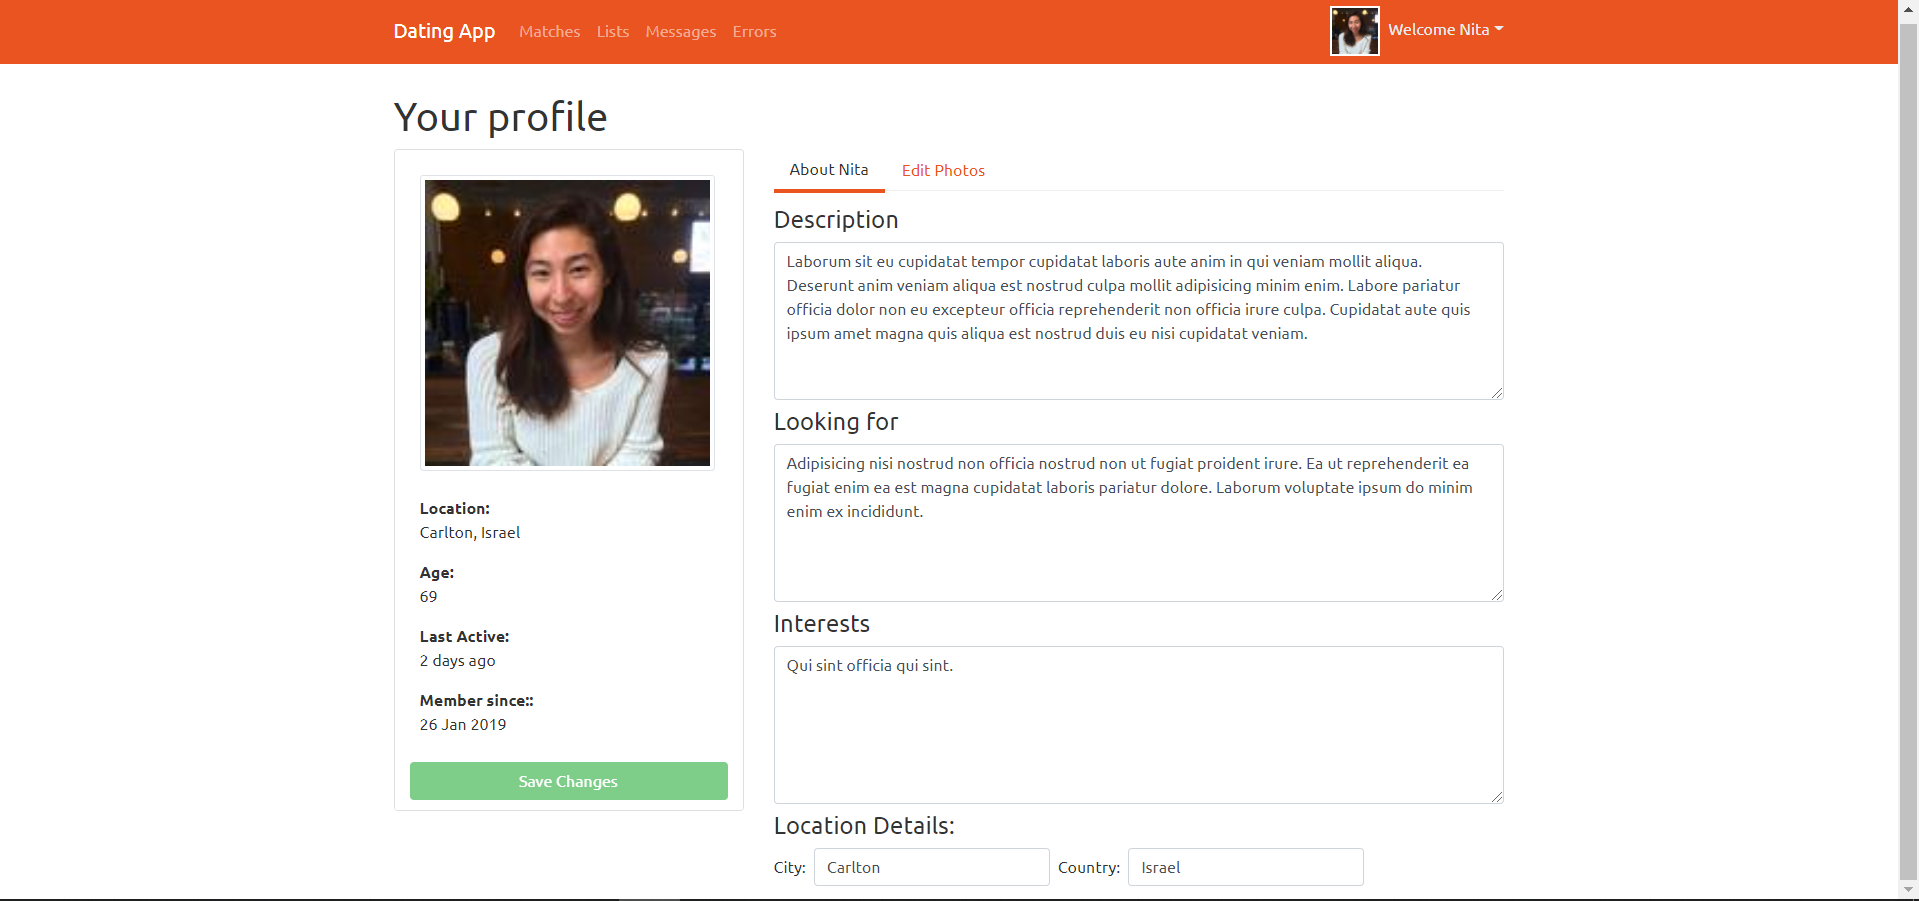 Dating App Matches Lists Messages Errors Welcome Nita
Your profile
Location:
Carlton, Israel
Age:
69
Last Active:
2 days ago
Member since::
26 Jan 2019
Save Changes
About Nita Edit Photos
Description
Laborum sit eu cupidatat tempor cupidatat laboris aute anim in qui veniam mollit aliqua.
Deserunt anim veniam aliqua est nostrud culpa mollit adipisicing minim enim. Labore pariatur
officia dolor non eu excepteur officia reprehenderit non officia irure culpa. Cupidatat aute quis
ipsum amet magna quis aliqua est nostrud duis eu nisi cupidatat veniam.
Looking for
Adipisicing nisi nostrud non officia nostrud non ut fugiat proident irure. Ea ut reprehenderit ea
fugiat enim ea est magna cupidatat laboris pariatur dolore. Laborum voluptate ipsum do minim
enim ex incididunt.
Interests
Qui sint officia qui sint.
Location Details:
City: Carlton Country: Israel